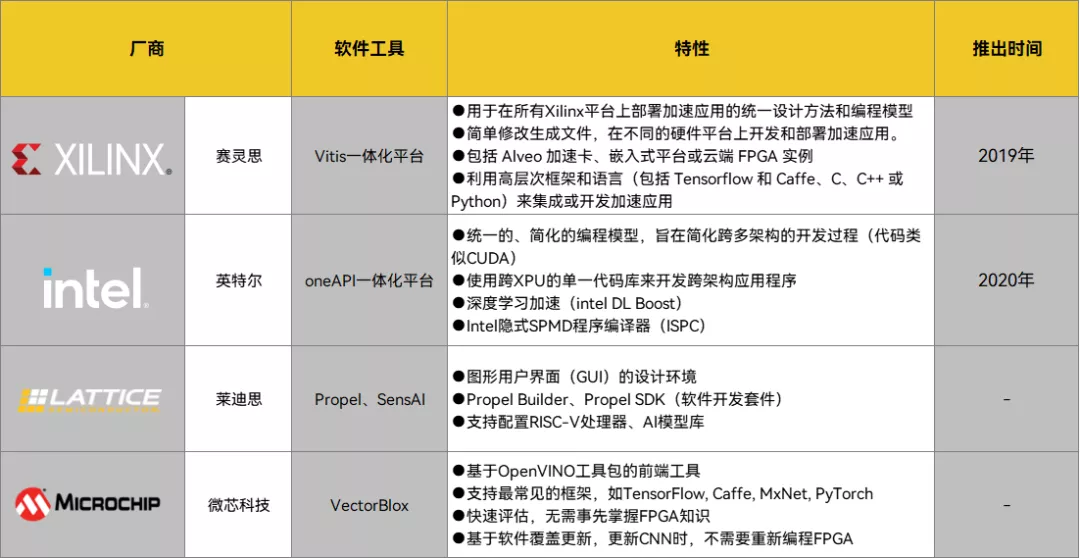 厂商
软件工具
特性
推出时间
XILINX
赛灵思
Vitis一体化平台
●用于在所有Xilinx平台上部署加速应用的统一设计方法和编程模型
●简单修改生成文件，在不同的硬件平台上开发和部署加速应用。
●包括 Alveo 加速卡、嵌入式平台或云端 FPGA 实例
●利用高层次框架和语言（包括 Tensorflow 和 Caffe、C、C++ 或
Python）来集成或开发加速应用
2019年
intel
英特尔
oneAPI一体化平台
●统一的、简化的编程模型，旨在简化跨多架构的开发过程（代码类
似CUDA）
●使用跨XPU的单一代码库来开发跨架构应用程序
●深度学习加速（intel DL Boost）
●Intel隐式SPMD程序编译器（ISPC）
2020年
LATTICE
SEMICONDUCTOR
莱迪思
Propel、SensAI
●图形用户界面（GUI）的设计环境
●Propel Builder、Propel SDK（软件开发套件）
●支持配置RISC-V处理器、AI模型库
-
MICROCHIP
微芯科技
VectorBlox
●基于OpenVINO工具包的前端工具
●支持最常见的框架，如TensorFlow, Caffe, MxNet, PyTorch
●快速评估，无需事先掌握FPGA知识
●基于软件覆盖更新，更新CNN时，不需要重新编程FPGA
-